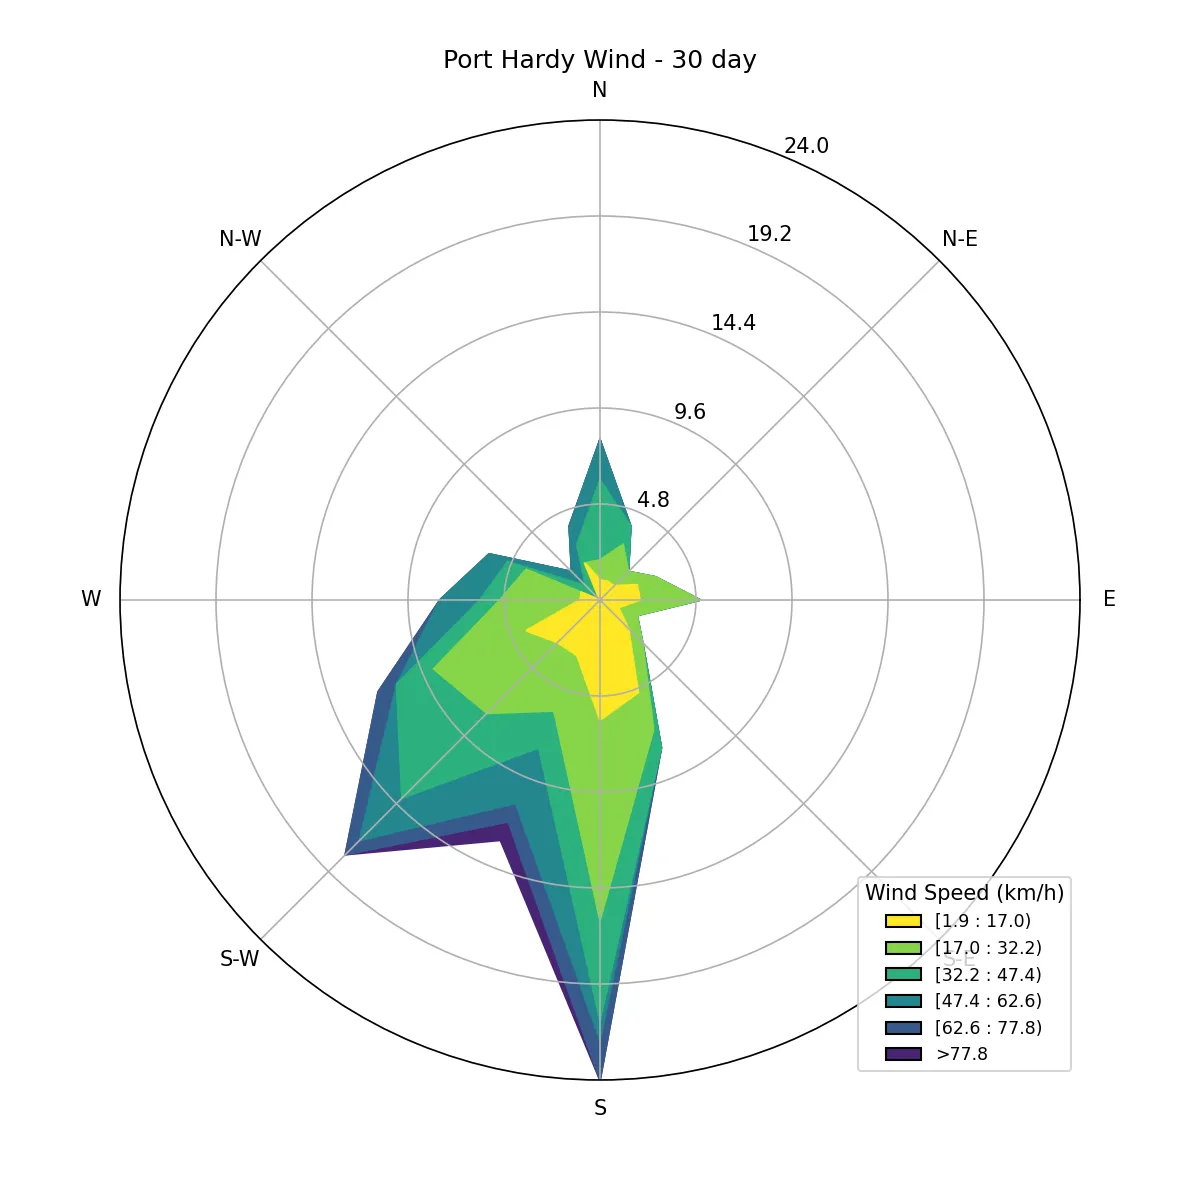 Port Hardy Wind - 30 day
N
24.0
N-W
19.2
N-E
14.4
9.6
4.8
W
E
S-W
S-E
S
Wind Speed (km/h)
[1.9 : 17.0)
[17.0 : 32.2)
[32.2 : 47.4)
[47.4 : 62.6)
[62.6 : 77.8)
>77.8